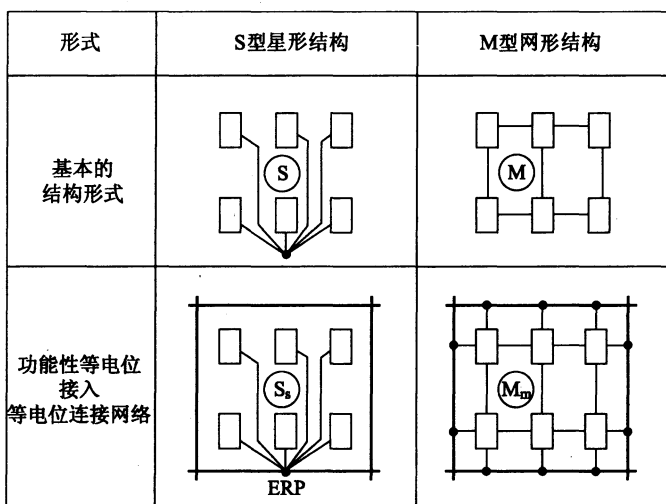 形式
S型星形结构
M型网形结构
基本的
结构形式
S
M
功能性等电位
接入
等电位连接网络
Ss
Mm
ERP